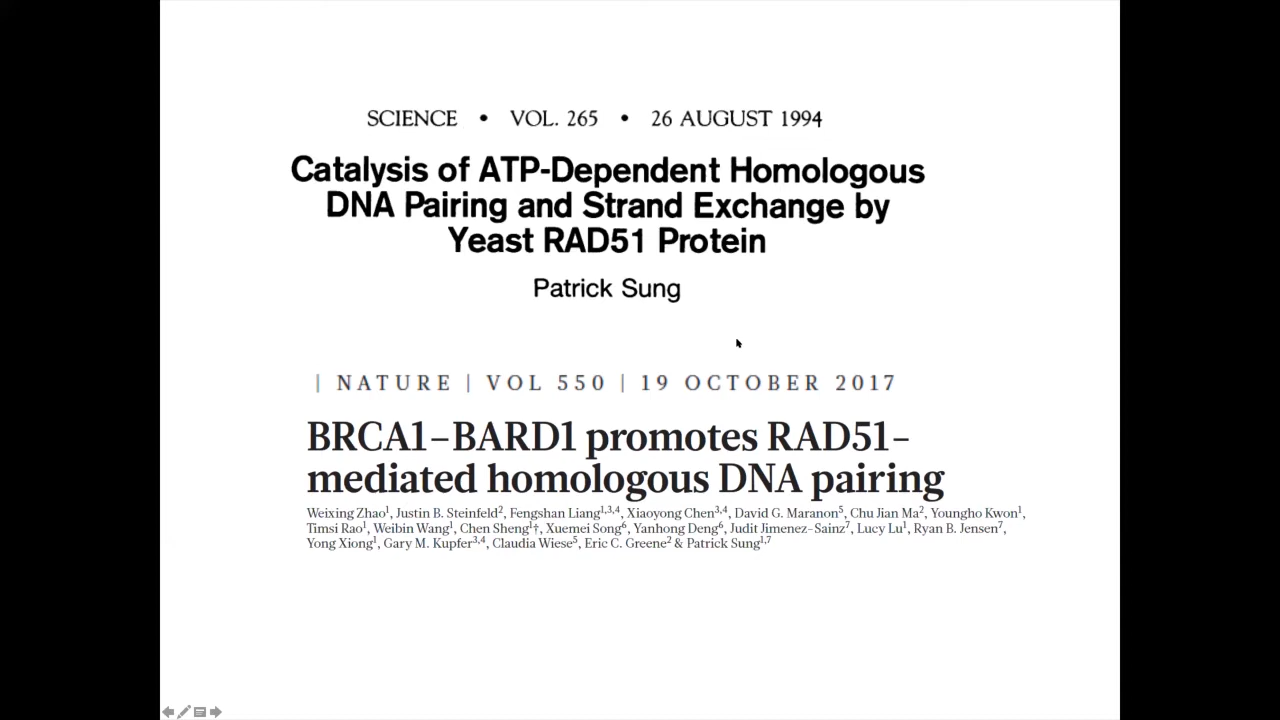 SCIENCE • VOL. 265 • 26 AUGUST 1994
Catalysis of ATP-Dependent Homologous
DNA Pairing and Strand Exchange by
Yeast RAD51 Protein
Patrick Sung
| NATURE | VOL 550 | 19 OCTOBER 2017
BRCA1–BARD1 promotes RAD51–
mediated homologous DNA pairing
Weixing Zhao¹, Justin B. Steinfeld², Fengshan Liang¹,³,⁴, Xiaoyong Chen³,⁴, David G. Maranon⁵, Chu Jian Ma², Youngho Kwon¹,
Timsi Rao¹, Weibin Wang¹, Chen Sheng¹†, Xuemei Song⁶, Yanhong Deng⁶, Judit Jimenez-Sainz⁷, Lucy Lu¹, Ryan B. Jensen⁷,
Yong Xiong¹, Gary M. Kupfer³,⁴, Claudia Wiese⁵, Eric C. Greene² & Patrick Sung¹,⁷